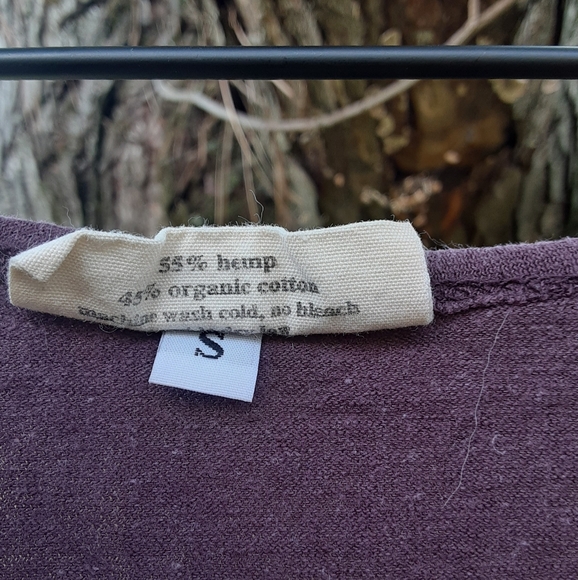 55% hemp
45% organic cotton
machine wash cold, no bleach
S